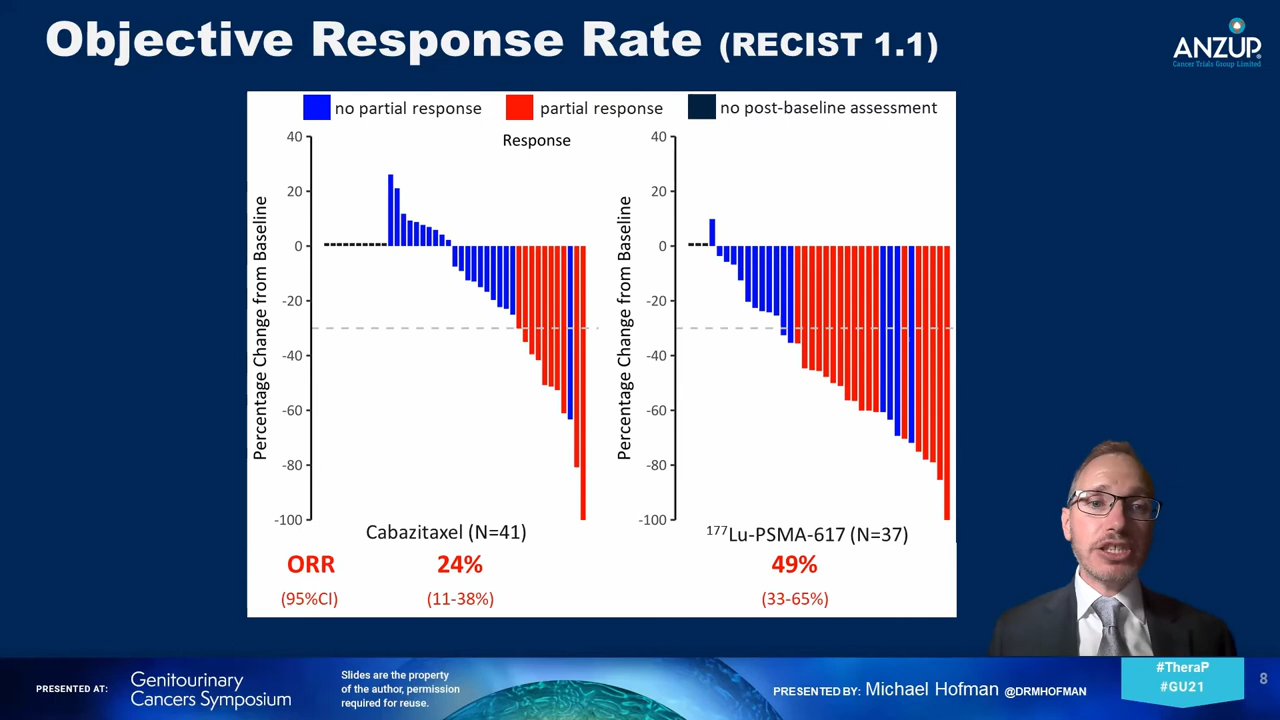 Objective Response Rate (RECIST 1.1)
ANZUP
Cancer Trials Group Limited
no partial response
partial response
no post-baseline assessment
Response
Percentage Change from Baseline
40
20
0
-20
-40
-60
-80
-100
Cabazitaxel (N=41)
Percentage Change from Baseline
40
20
0
-20
-40
-60
-80
-100
177Lu-PSMA-617 (N=37)
ORR 24% 49%
(95%CI) (11-38%) (33-65%)
PRESENTED AT:
Genitourinary
Cancers Symposium
Slides are the property
of the author, permission
required for reuse.
PRESENTED BY: Michael Hofman @DRMHOFMAN
#TheraP
#GU21
8